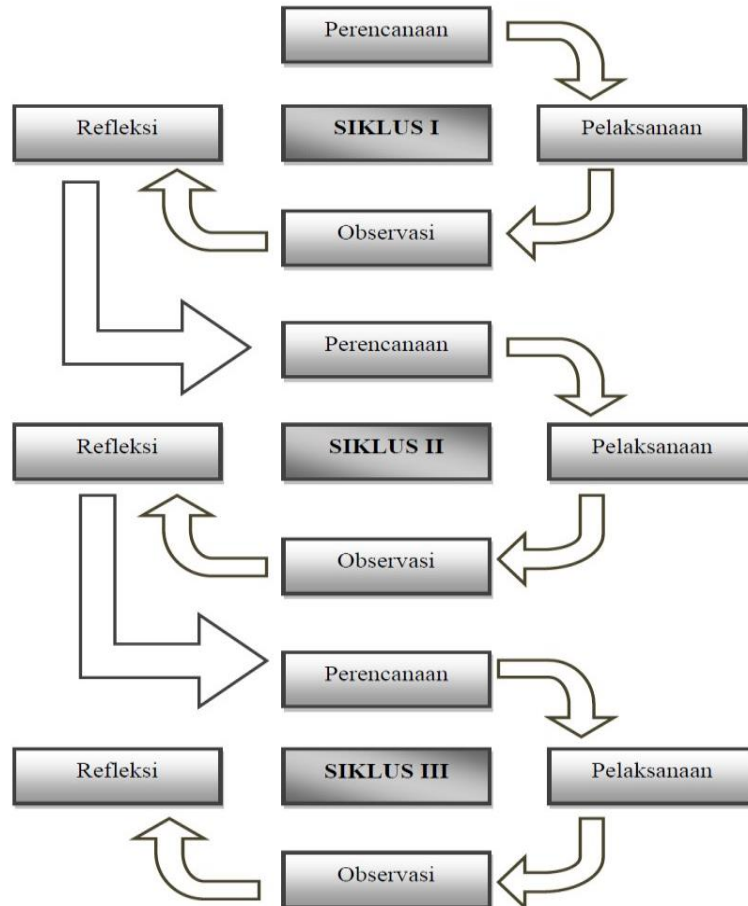 Perencanaan
Refleksi
SIKLUS I
Pelaksanaan
Observasi
Perencanaan
Refleksi
SIKLUS II
Pelaksanaan
Observasi
Perencanaan
Refleksi
SIKLUS III
Pelaksanaan
Observasi